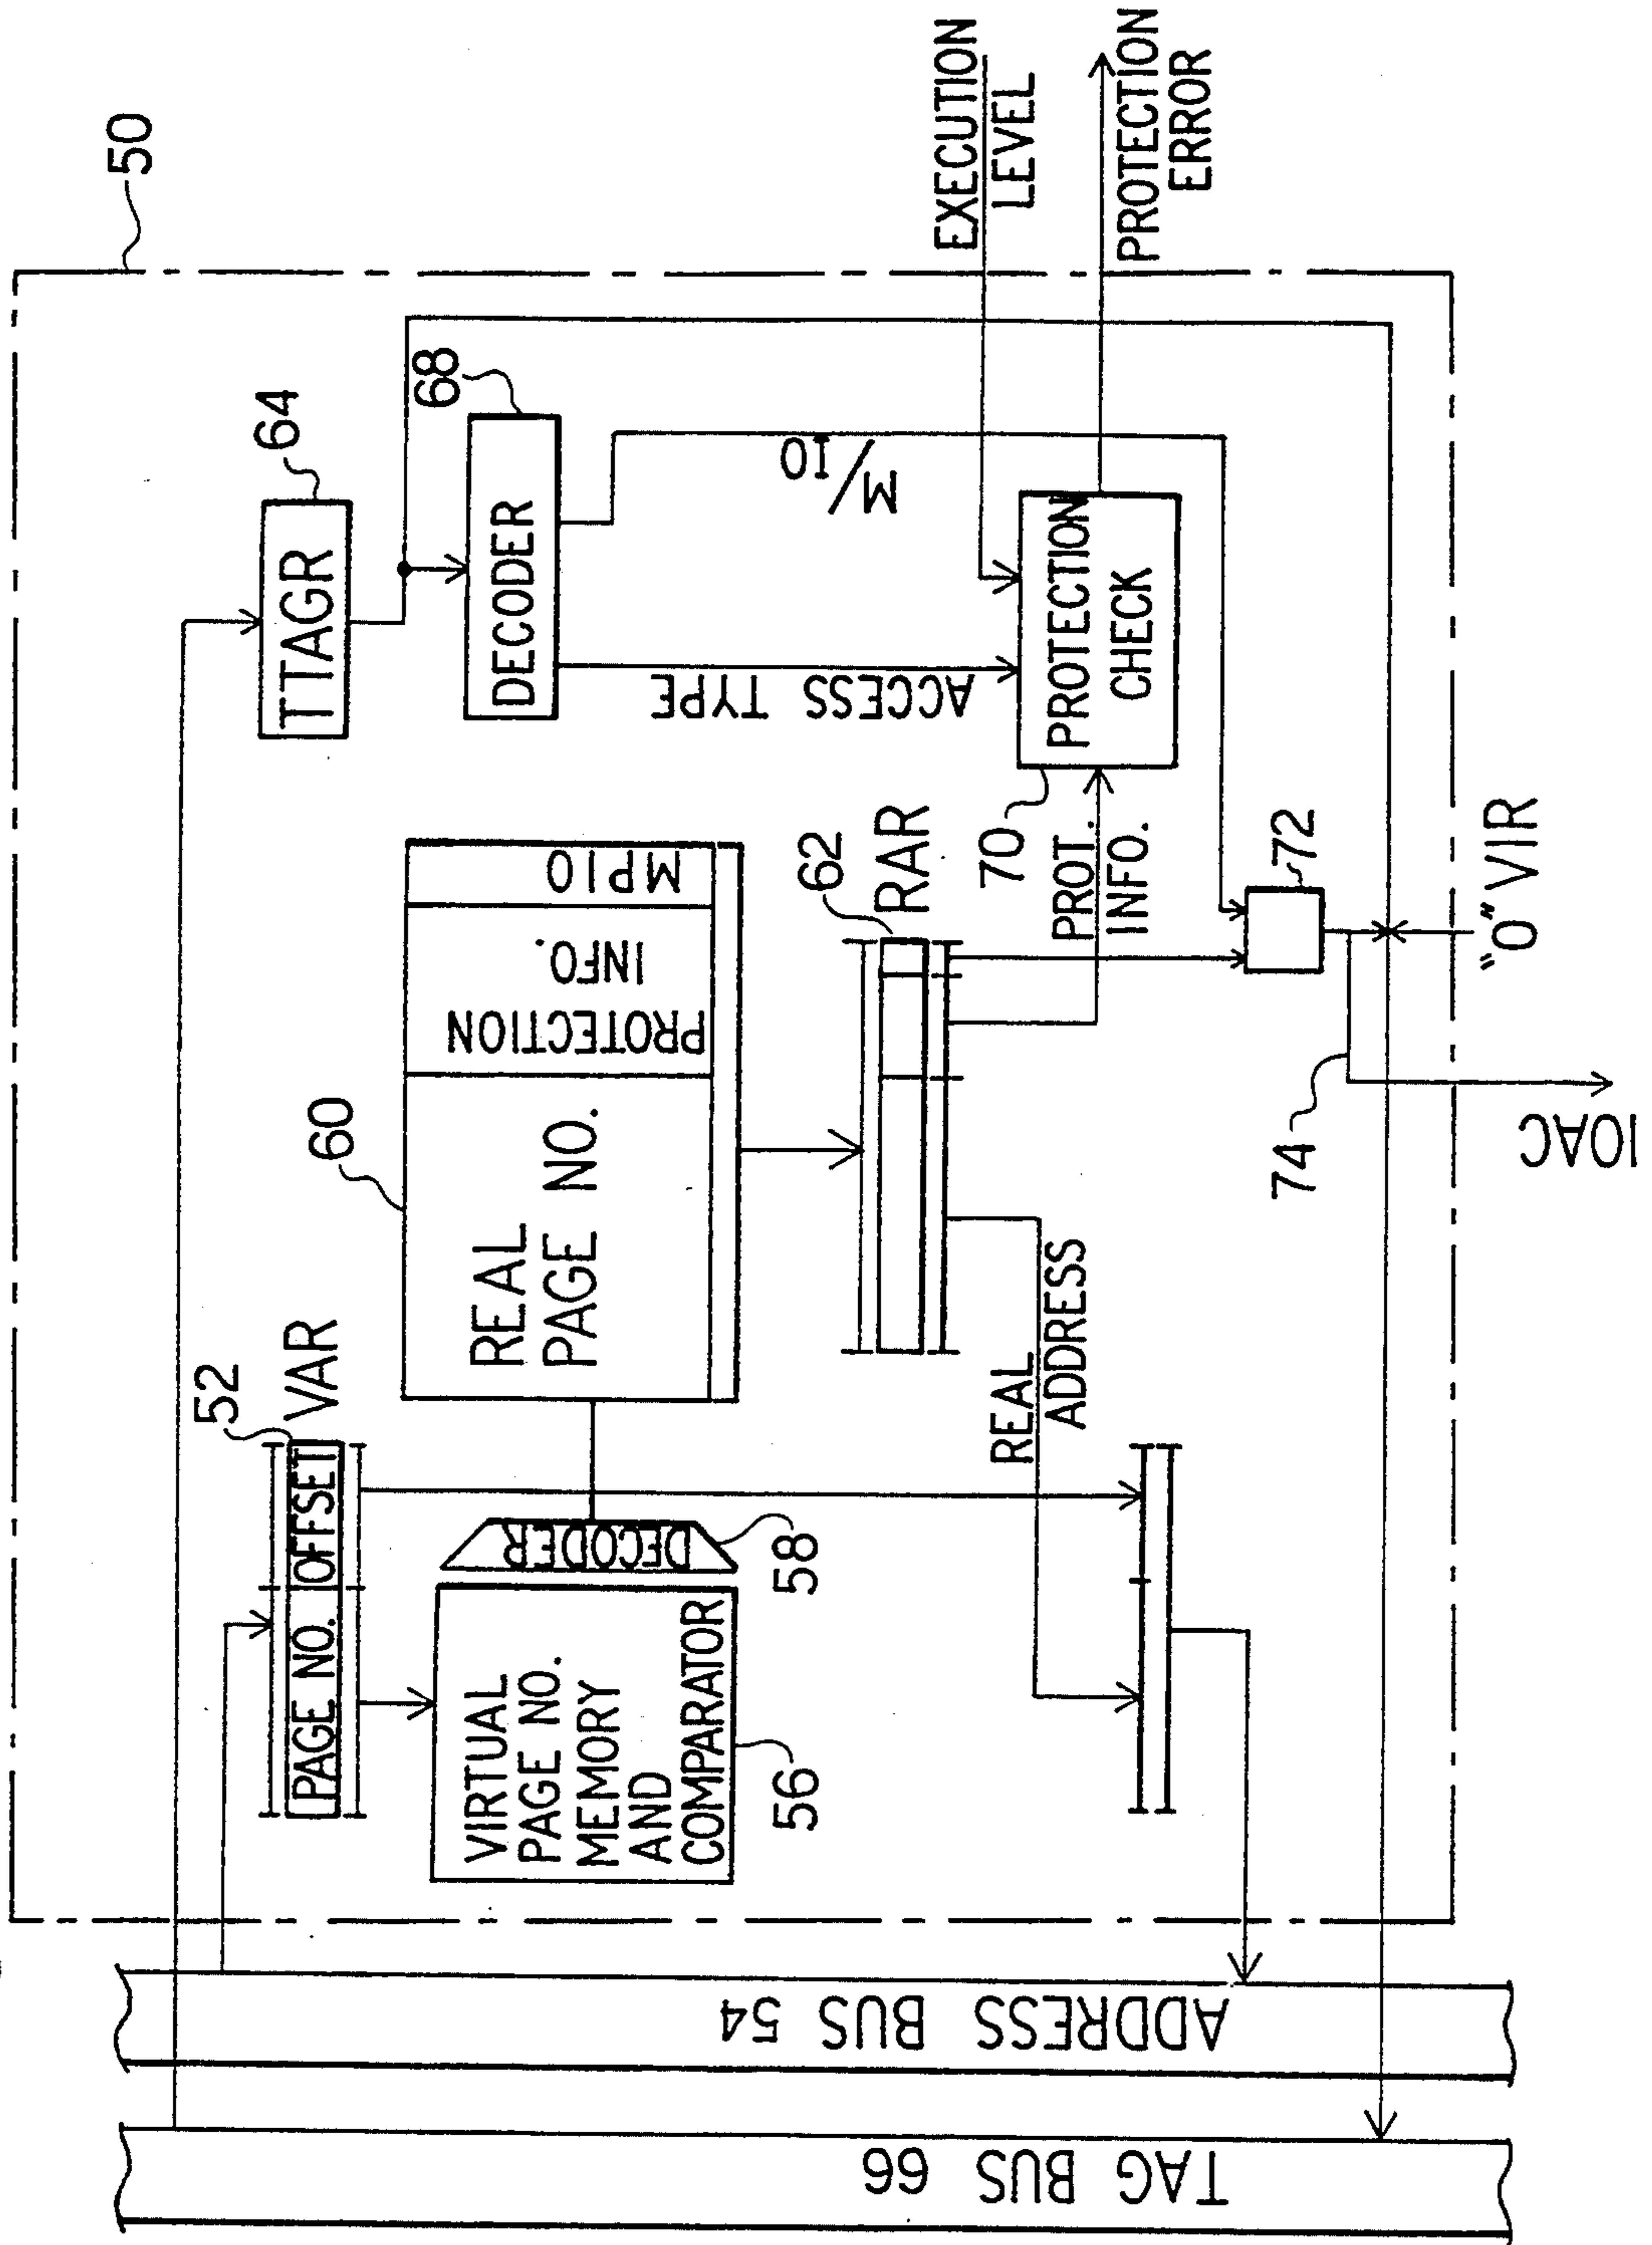 50
64
TTAGR
68
DECODER
M/IO
ACCESS TYPE
EXECUTION
LEVEL
PROTECTION
ERROR
PROTECTION
CHECK
70
PROT.
INFO.
72
"0" VIR
74
IOAC
60
REAL
PAGE NO.
PROTECTION
INFO.
MPIO
62
RAR
REAL
ADDRESS
52
VAR
PAGE NO.
OFFSET
DECODER
58
VIRTUAL
PAGE NO.
MEMORY
AND
COMPARATOR
56
ADDRESS BUS 54
TAG BUS 66